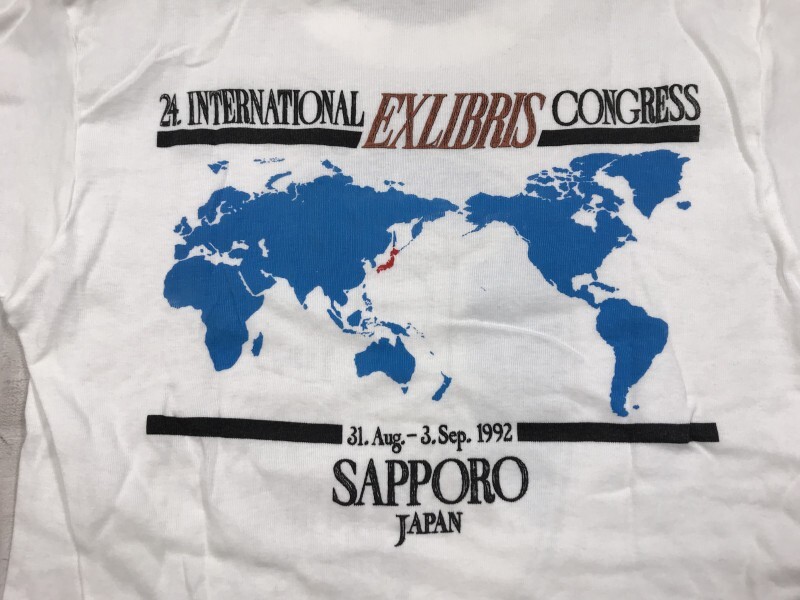 24. INTERNATIONAL EXLIBRIS CONGRESS
31. Aug. – 3. Sep. 1992
SAPPORO
JAPAN